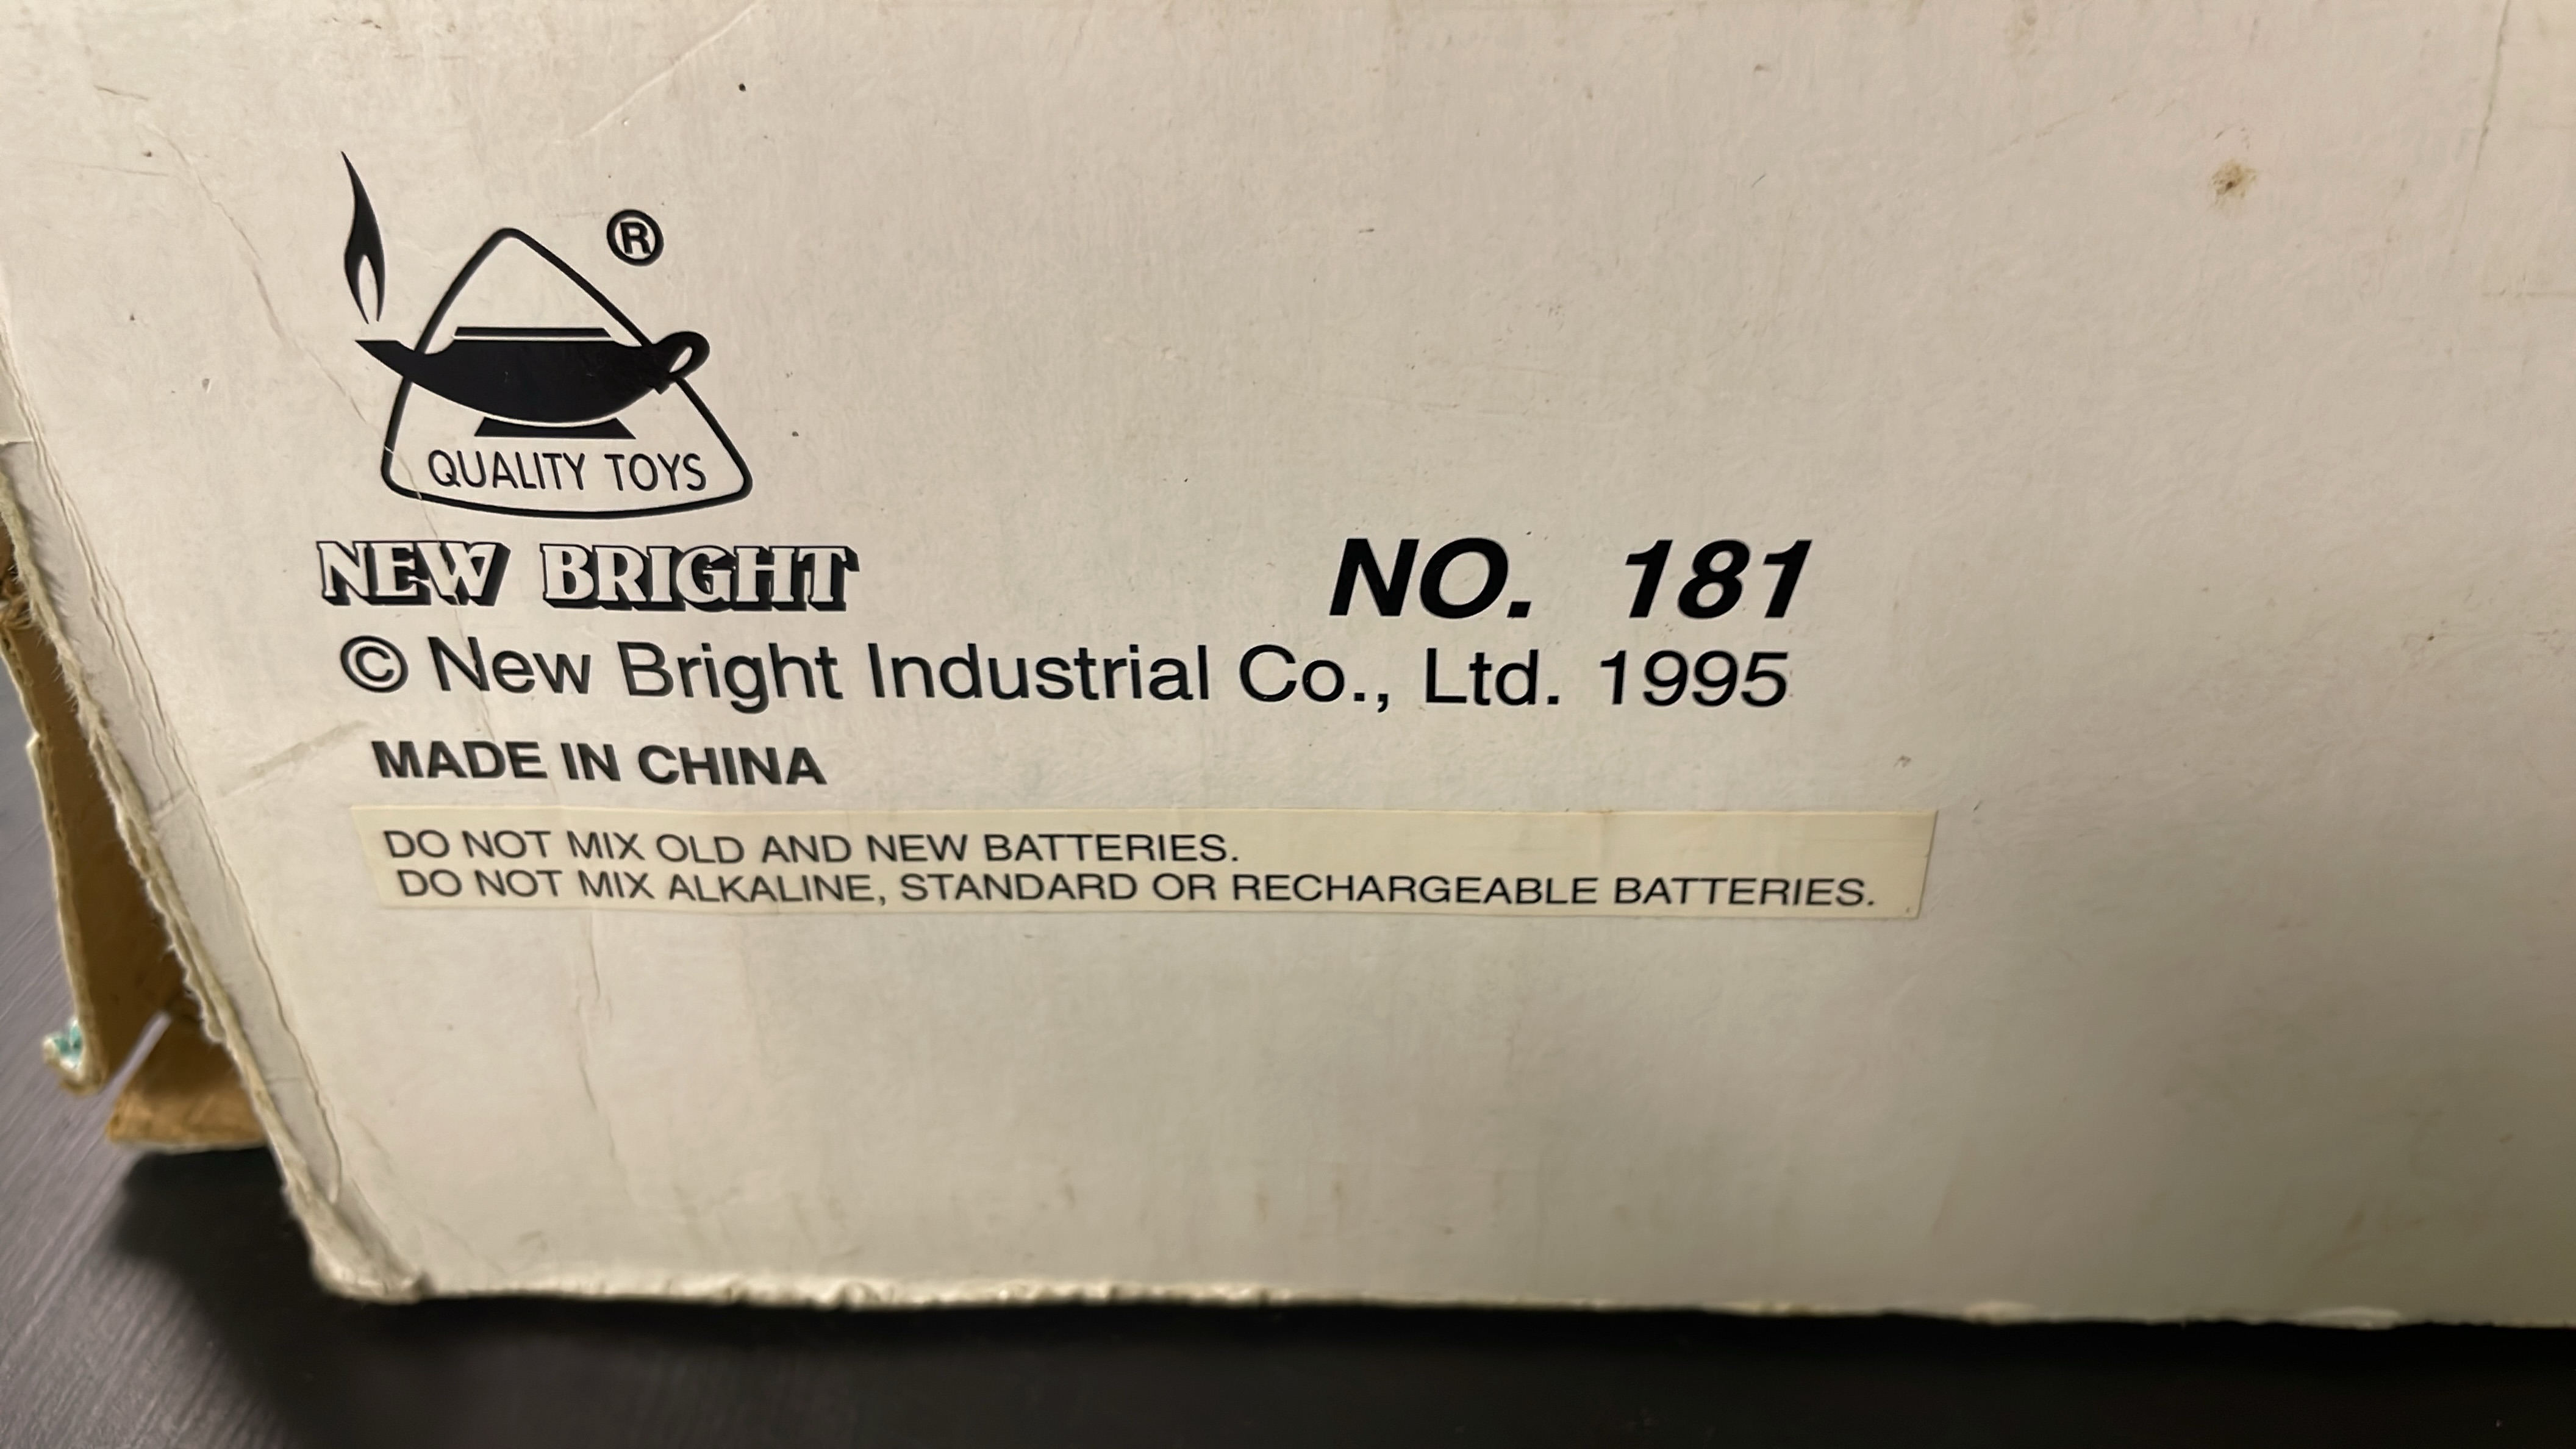 ®
QUALITY TOYS
NEW BRIGHT
NO. 181
© New Bright Industrial Co., Ltd. 1995
MADE IN CHINA
DO NOT MIX OLD AND NEW BATTERIES.
DO NOT MIX ALKALINE, STANDARD OR RECHARGEABLE BATTERIES.